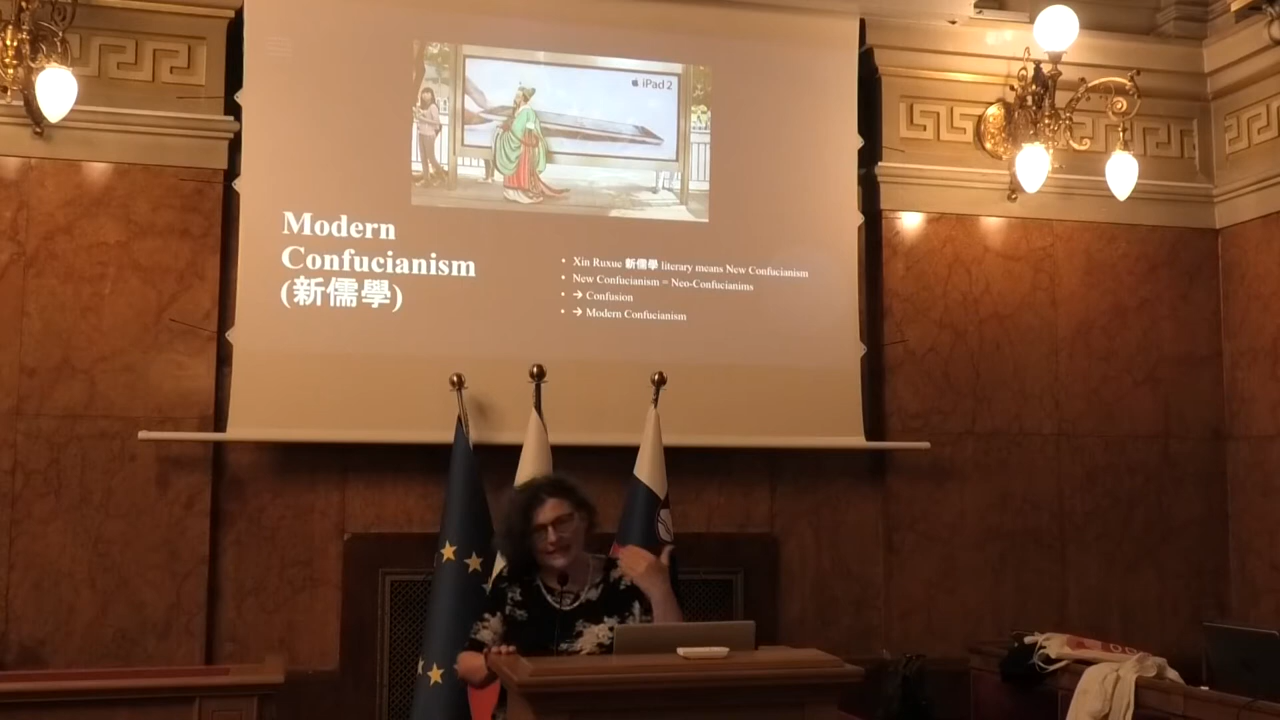 iPad 2
Modern
Confucianism
(新儒學)
• Xin Ruxue 新儒學 literary means New Confucianism
• New Confucianism = Neo-Confucianims
• → Confusion
• → Modern Confucianism